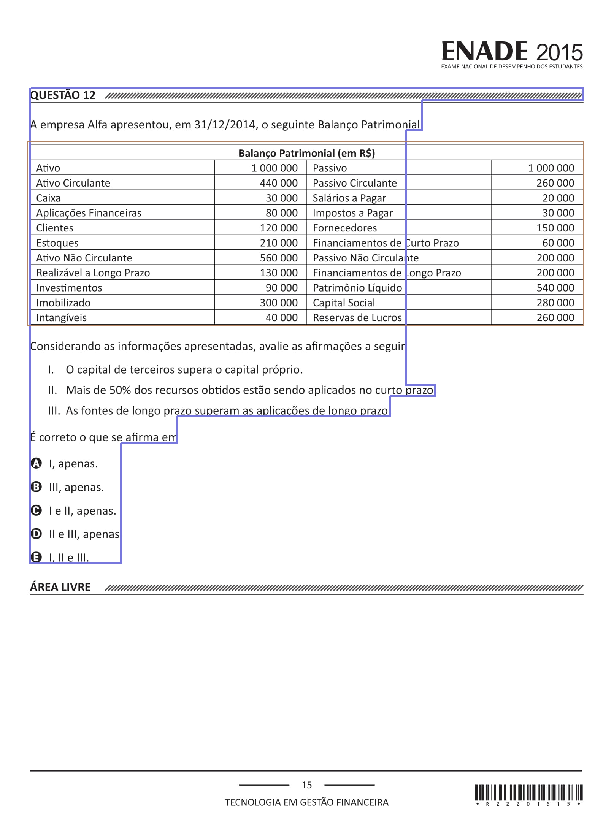 ENADE 2015
EXAME NACIONAL DE DESEMPENHO DOS ESTUDANTES
QUESTÃO 12
A empresa Alfa apresentou, em 31/12/2014, o seguinte Balanço Patrimonial
Balanço Patrimonial (em R$)
Ativo 1 000 000 Passivo 1 000 000
Ativo Circulante 440 000 Passivo Circulante 260 000
Caixa 30 000 Salários a Pagar 20 000
Aplicações Financeiras 80 000 Impostos a Pagar 30 000
Clientes 120 000 Fornecedores 150 000
Estoques 210 000 Financiamentos de Curto Prazo 60 000
Ativo Não Circulante 560 000 Passivo Não Circulante 200 000
Realizável a Longo Prazo 130 000 Financiamentos de Longo Prazo 200 000
Investimentos 90 000 Patrimônio Líquido 540 000
Imobilizado 300 000 Capital Social 280 000
Intangíveis 40 000 Reservas de Lucros 260 000
Considerando as informações apresentadas, avalie as afirmações a seguir
I. O capital de terceiros supera o capital próprio.
II. Mais de 50% dos recursos obtidos estão sendo aplicados no curto prazo
III. As fontes de longo prazo superam as aplicações de longo prazo
É correto o que se afirma em
A I, apenas.
B III, apenas.
C I e II, apenas.
D II e III, apenas
E I, II e III.
ÁREA LIVRE
15
TECNOLOGIA EM GESTÃO FINANCEIRA
*R22201515*